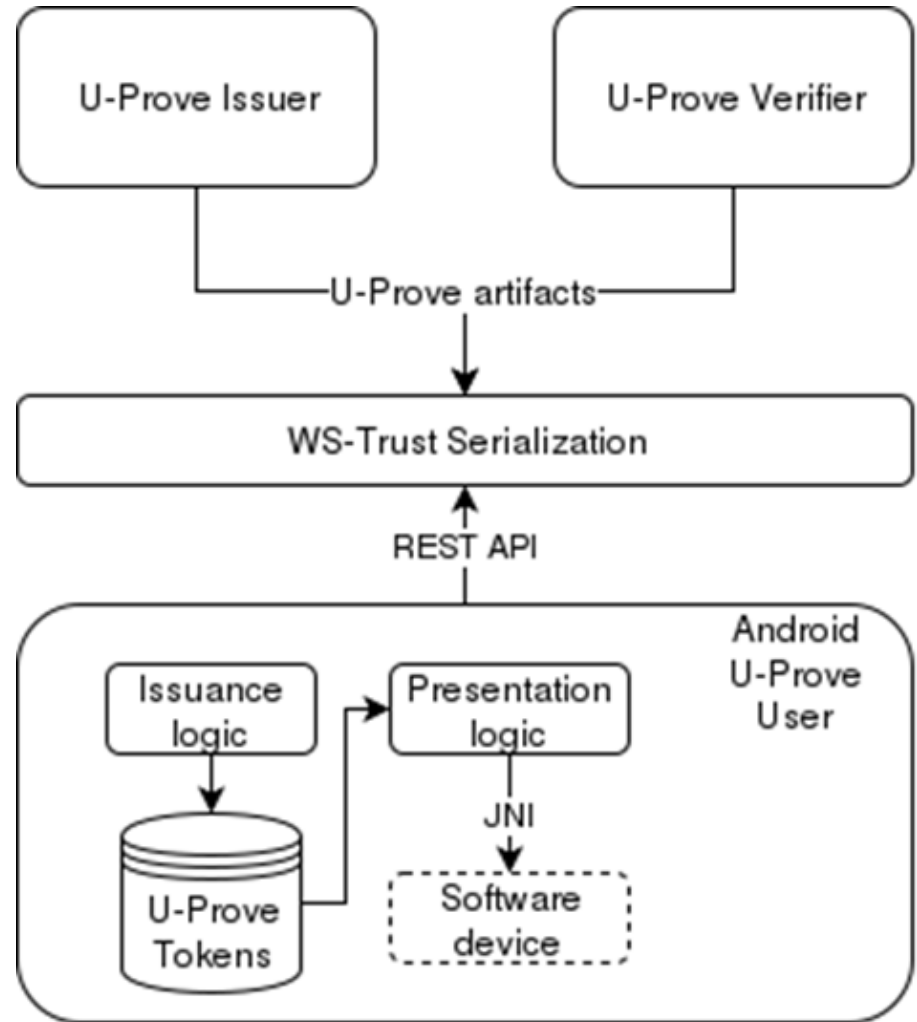 U-Prove Issuer
U-Prove Verifier
U-Prove artifacts
WS-Trust Serialization
REST API
Android
U-Prove
User
Issuance
logic
Presentation
logic
JNI
U-Prove
Tokens
Software
device